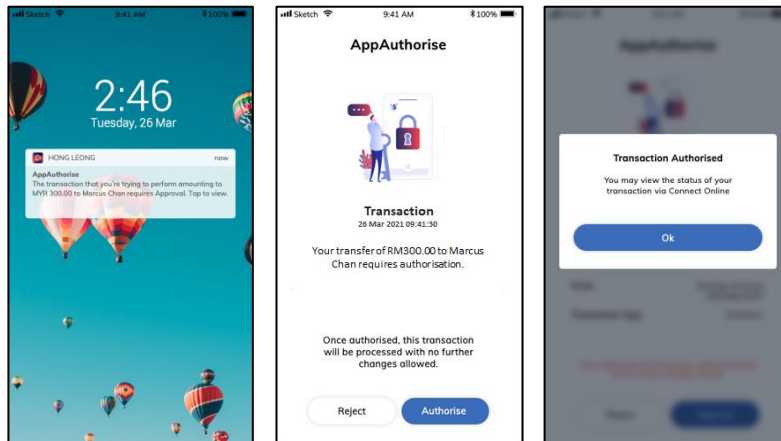 Sketch 9:41 AM 100%
2:46
Tuesday, 26 Mar
HONG LEONG now
AppAuthorise
The transaction that you're trying to perform amounting to
MYR 300.00 to Marcus Chan requires Approval. Tap to view.
Sketch 9:41 AM 100%
AppAuthorise
Transaction
26 Mar 2021 09:41:30
Your transfer of RM300.00 to Marcus
Chan requires authorisation.
Once authorised, this transaction
will be processed with no further
changes allowed.
Reject Authorise
AppAuthorise
Transaction Authorised
You may view the status of your
transaction via Connect Online
Ok
Transaction Type
Reject